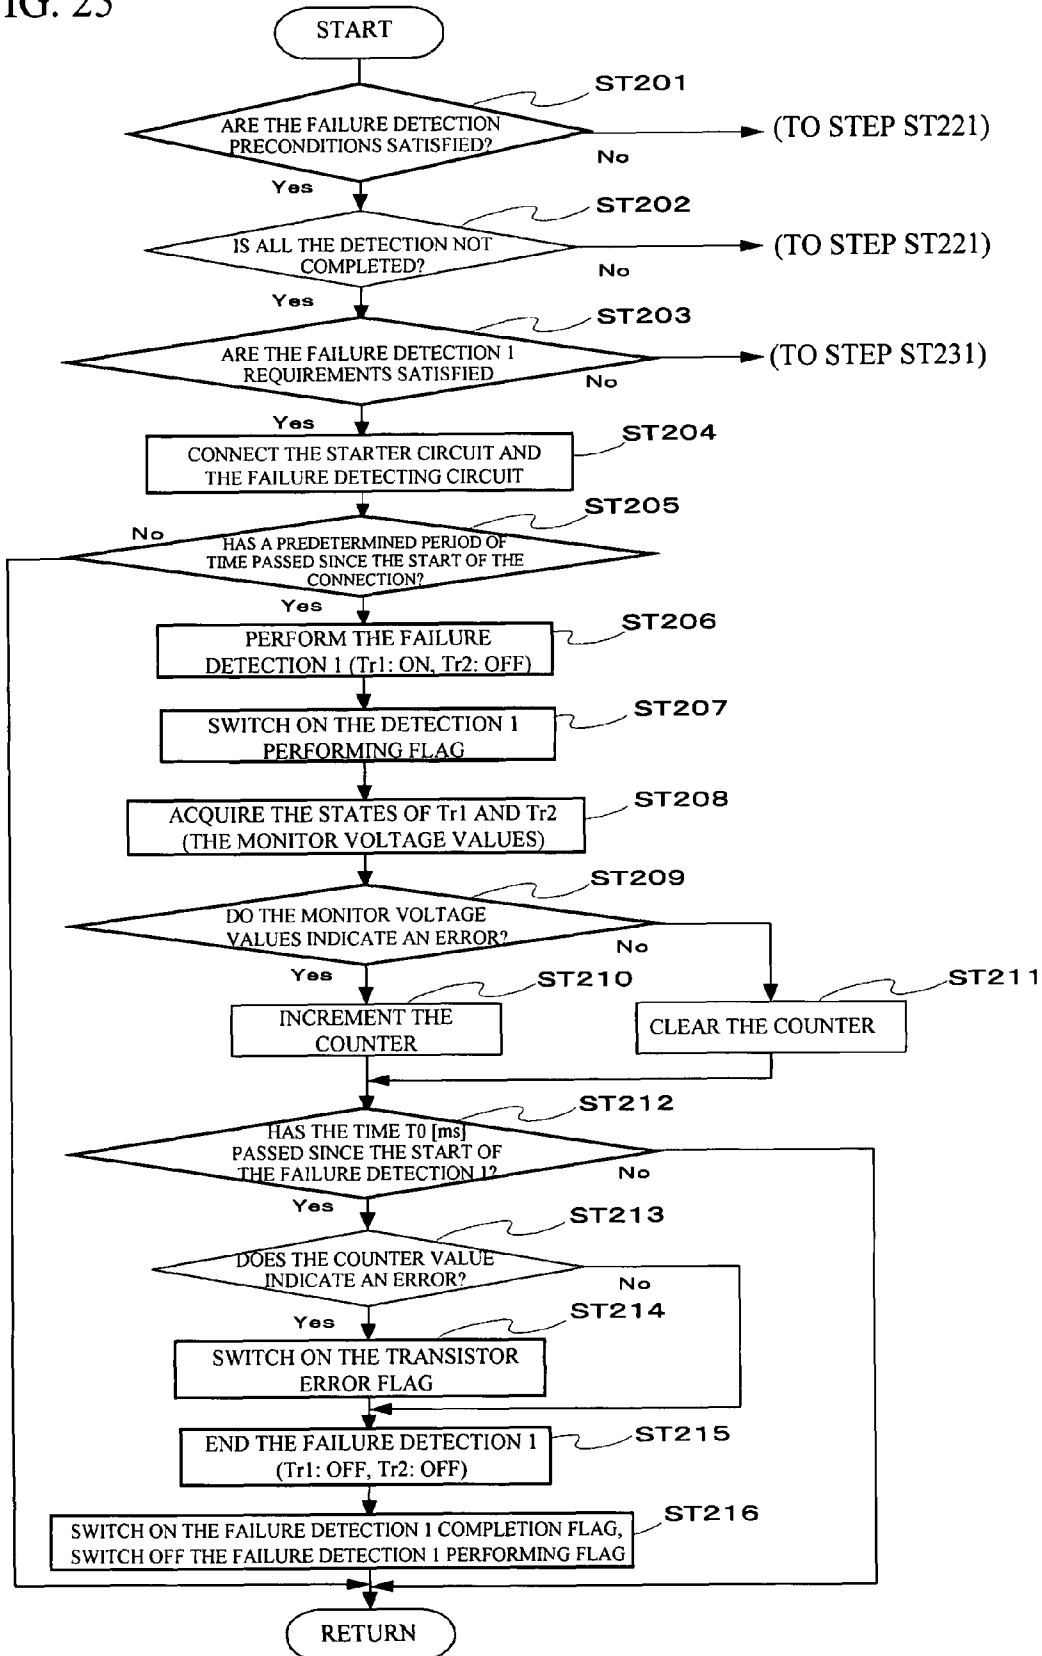 FIG. 25
START
ST201
ARE THE FAILURE DETECTION
PRECONDITIONS SATISFIED?
(TO STEP ST221)
No
Yes
ST202
IS ALL THE DETECTION NOT
COMPLETED?
(TO STEP ST221)
No
Yes
ST203
ARE THE FAILURE DETECTION 1
REQUIREMENTS SATISFIED
(TO STEP ST231)
No
Yes
ST204
CONNECT THE STARTER CIRCUIT AND
THE FAILURE DETECTING CIRCUIT
ST205
No
HAS A PREDETERMINED PERIOD OF
TIME PASSED SINCE THE START OF THE
CONNECTION?
Yes
ST206
PERFORM THE FAILURE
DETECTION 1 (Tr1: ON, Tr2: OFF)
ST207
SWITCH ON THE DETECTION 1
PERFORMING FLAG
ST208
ACQUIRE THE STATES OF Tr1 AND Tr2
(THE MONITOR VOLTAGE VALUES)
ST209
DO THE MONITOR VOLTAGE
VALUES INDICATE AN ERROR?
No
Yes
ST210
INCREMENT THE
COUNTER
ST211
CLEAR THE COUNTER
ST212
HAS THE TIME T0 [ms]
PASSED SINCE THE START OF
THE FAILURE DETECTION 1?
No
Yes
ST213
DOES THE COUNTER VALUE
INDICATE AN ERROR?
No
Yes
ST214
SWITCH ON THE TRANSISTOR
ERROR FLAG
ST215
END THE FAILURE DETECTION 1
(Tr1: OFF, Tr2: OFF)
ST216
SWITCH ON THE FAILURE DETECTION 1 COMPLETION FLAG,
SWITCH OFF THE FAILURE DETECTION 1 PERFORMING FLAG
RETURN